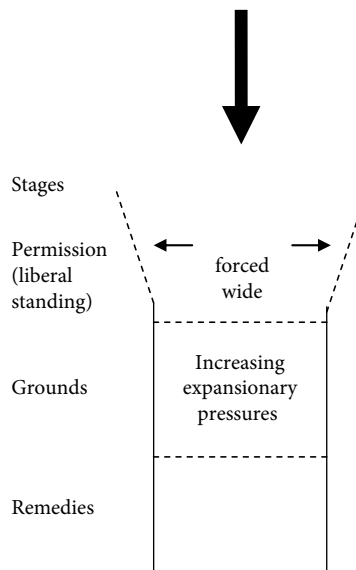 Stages
Permission
(liberal
standing)
forced
wide
Grounds
Increasing
expansionary
pressures
Remedies